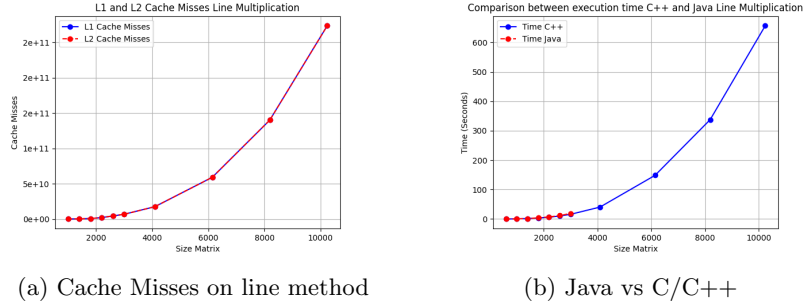 L1 and L2 Cache Misses Line Multiplication
L1 Cache Misses
L2 Cache Misses
2e+11
2e+11
2e+11
1e+11
5e+10
0e+00
Cache Misses
2000
4000
6000
8000
10000
Size Matrix
(a) Cache Misses on line method
Comparison between execution time C++ and Java Line Multiplication
Time C++
Time Java
600
500
400
300
200
100
0
Time (Seconds)
2000
4000
6000
8000
10000
Size Matrix
(b) Java vs C/C++